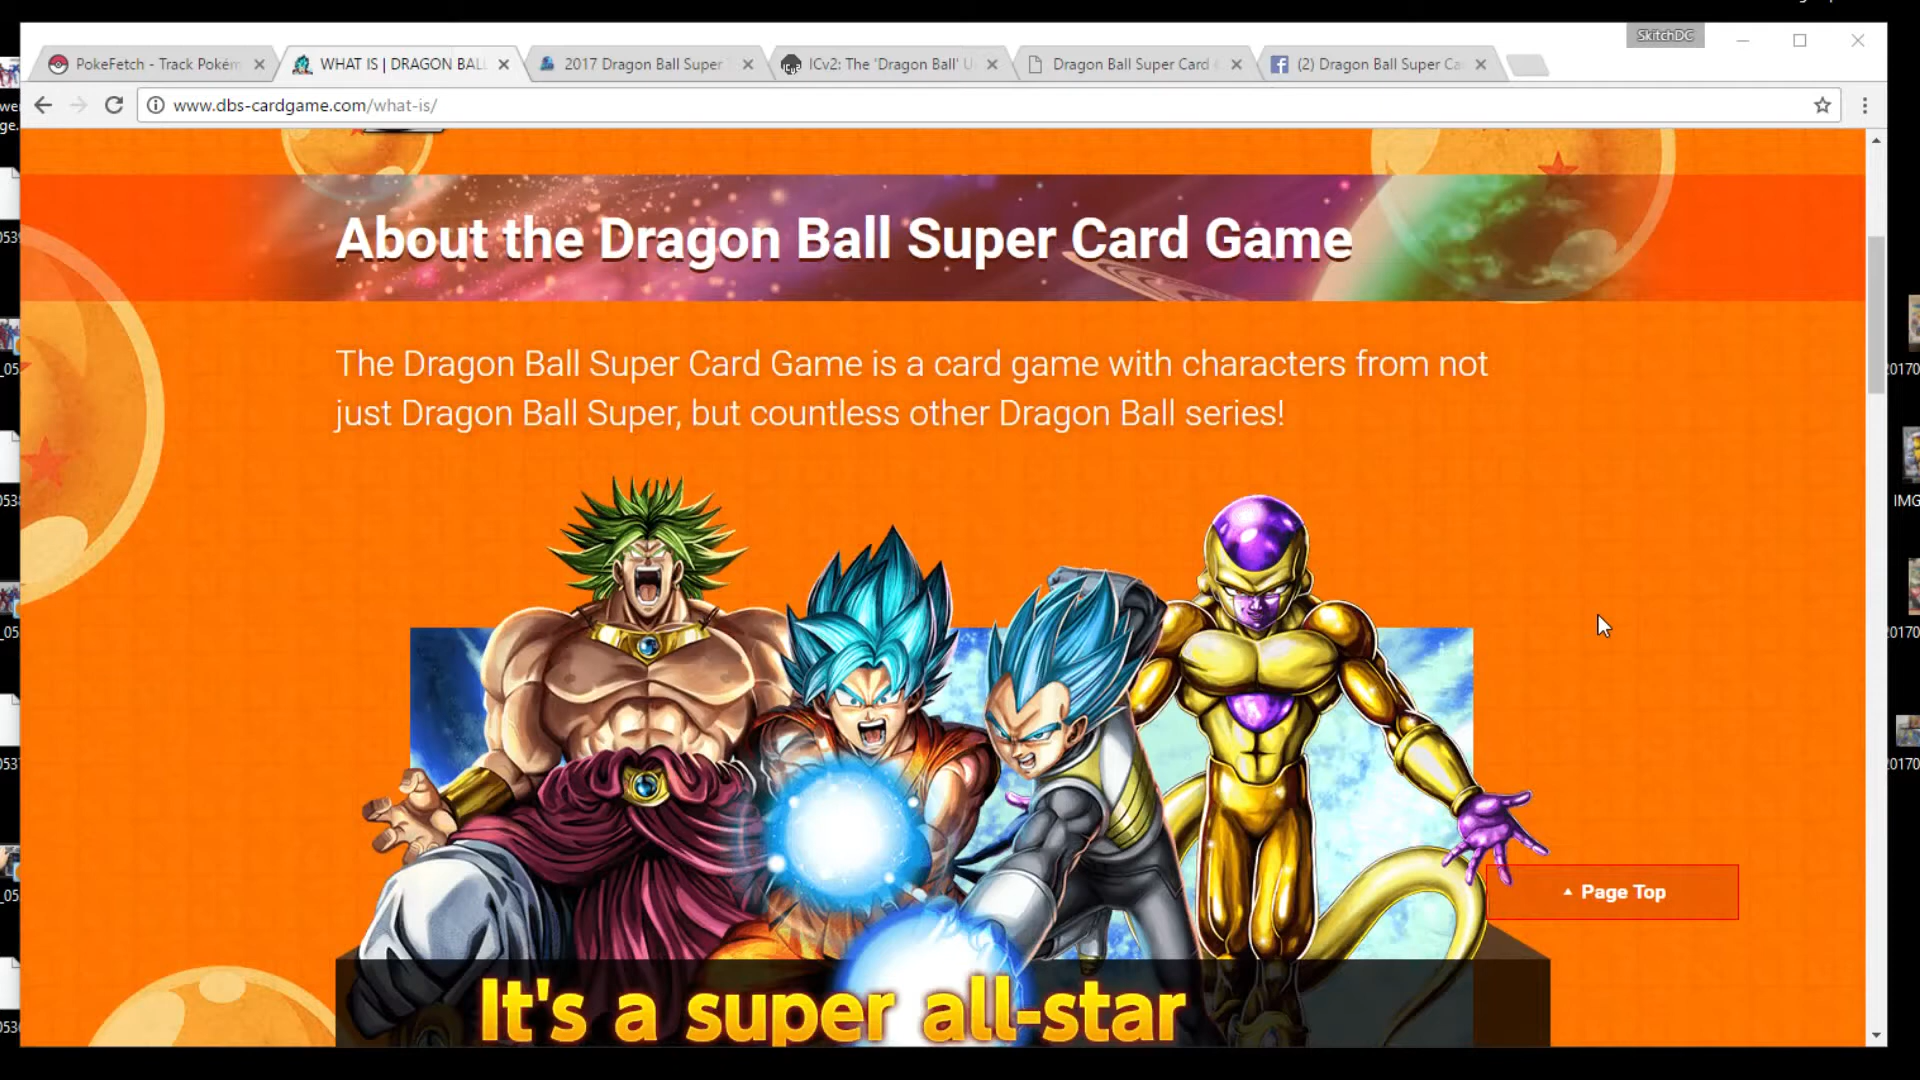 SkitchDC
PokeFetch - Track Pokém
WHAT IS | DRAGON BALL
2017 Dragon Ball Super
ICv2: The 'Dragon Ball' U
Dragon Ball Super Card
(2) Dragon Ball Super Ca
www.dbs-cardgame.com/what-is/
About the Dragon Ball Super Card Game
The Dragon Ball Super Card Game is a card game with characters from not
just Dragon Ball Super, but countless other Dragon Ball series!
Page Top
It's a super all-star
IMG